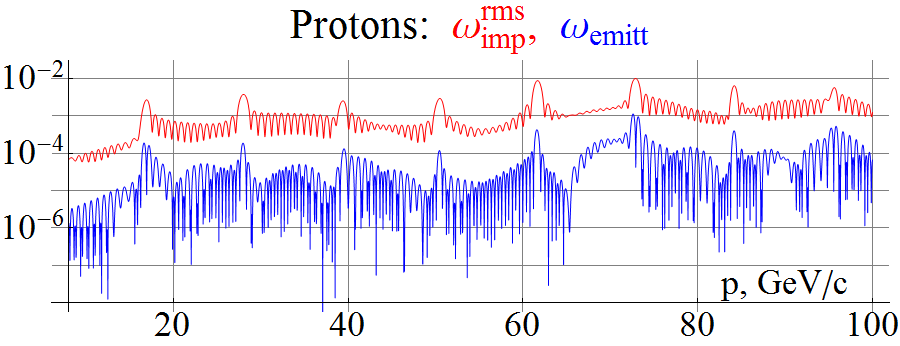 Protons: ω_imp^rms, ω_emitt
10^−2
10^−4
10^−6
p, GeV/c
20 40 60 80 100